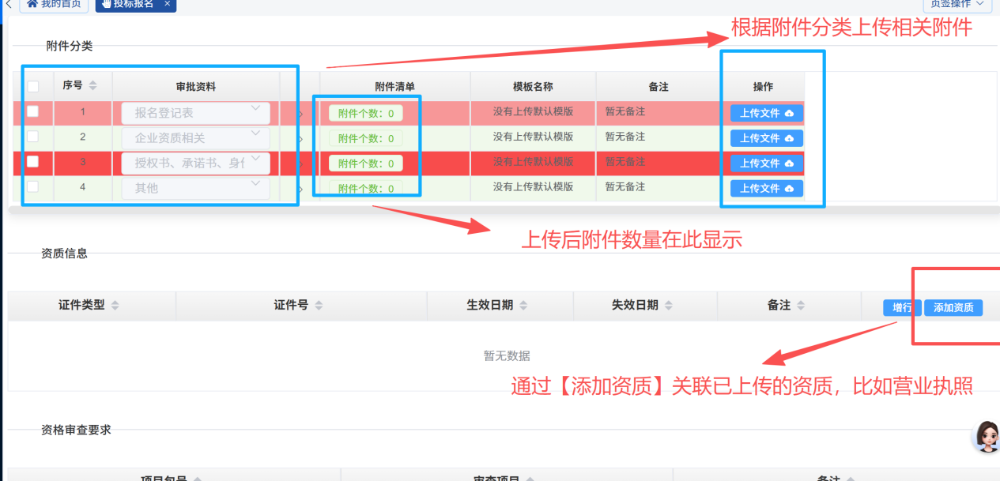 我的首页
投标报名 ×
页签操作
根据附件分类上传相关附件
附件分类
序号 审批资料 附件清单 模板名称 备注 操作
1 报名登记表 附件个数：0 没有上传默认模版 暂无备注 上传文件
2 企业资质相关 附件个数：0 没有上传默认模版 暂无备注 上传文件
3 授权书、承诺书、身 附件个数：0 没有上传默认模版 暂无备注 上传文件
4 其他 附件个数：0 没有上传默认模版 暂无备注 上传文件
上传后附件数量在此显示
资质信息
证件类型 证件号 生效日期 失效日期 备注 增行 添加资质
暂无数据
通过【添加资质】关联已上传的资质，比如营业执照
资格审查要求
项目包号 审查项目 备注